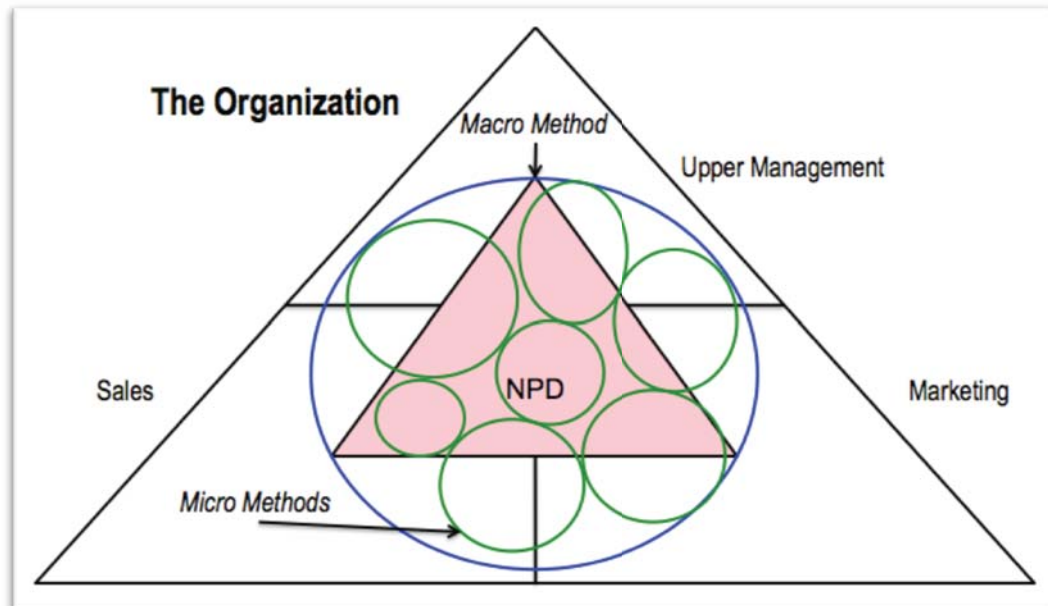 The Organization
Macro Method
Upper Management
Sales
NPD
Marketing
Micro Methods